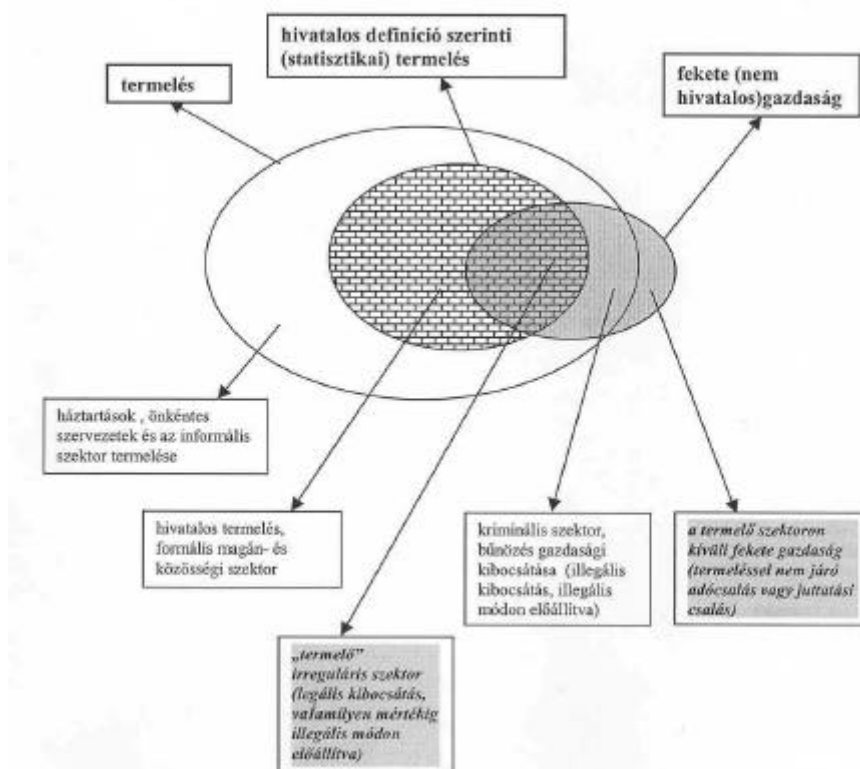 hivatalos definíció szerinti
(statisztikai) termelés
termelés
fekete (nem
hivatalos)gazdaság
háztartások , önkéntes
szervezetek és az informális
szektor termelése
hivatalos termelés,
formális magán- és
közösségi szektor
kriminális szektor,
bűnözés gazdasági
kibocsátása (illegális
kibocsátás, illegális
módon előállítva)
a termelő szektoron
kívüli fekete gazdaság
(termeléssel nem járó
adócsalás vagy juttatási
csalás)
„termelő”
irreguláris szektor
(legális kibocsátás,
valamilyen mértékig
illegális módon
előállítva)